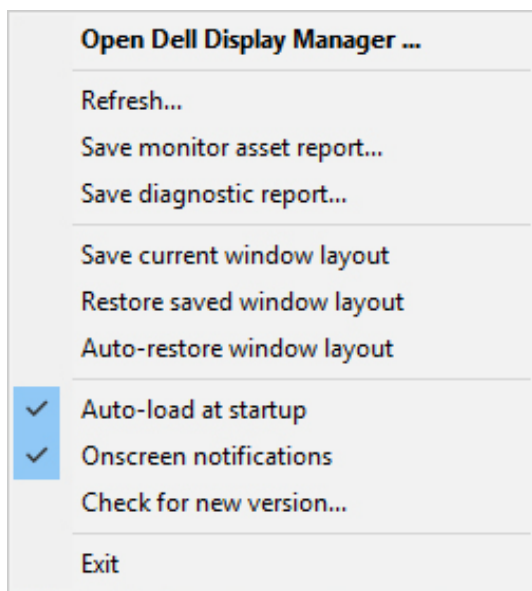 Open Dell Display Manager ...
Refresh...
Save monitor asset report...
Save diagnostic report...
Save current window layout
Restore saved window layout
Auto-restore window layout
Auto-load at startup
Onscreen notifications
Check for new version...
Exit